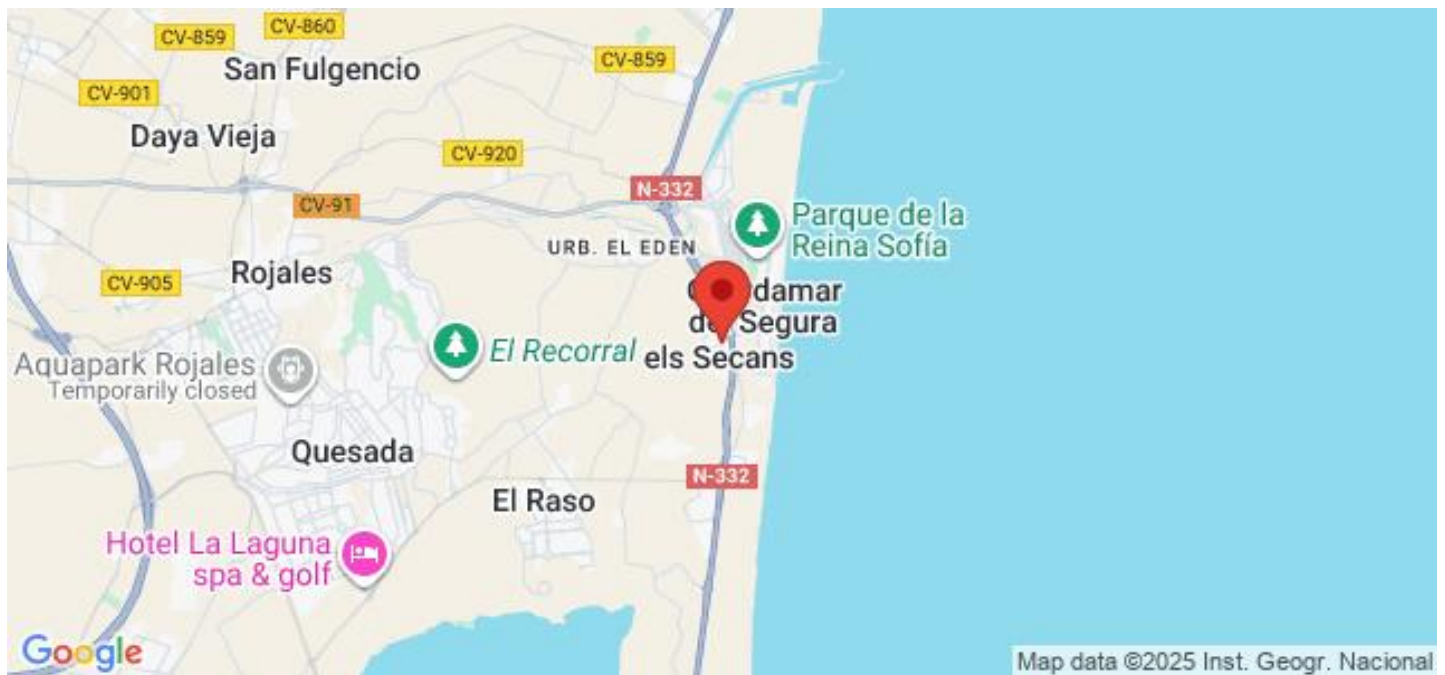 CV-859
CV-860
San Fulgencio
CV-859
CV-901
Daya Vieja
CV-920
N-332
CV-91
Parque de la
Reina Sofía
URB. EL EDEN
Rojales
CV-905
damar
Segura
El Recorral
els Secans
Aquapark Rojales
Temporarily closed
Quesada
N-332
El Raso
Hotel La Laguna
spa & golf
Google
Map data ©2025 Inst. Geogr. Nacional